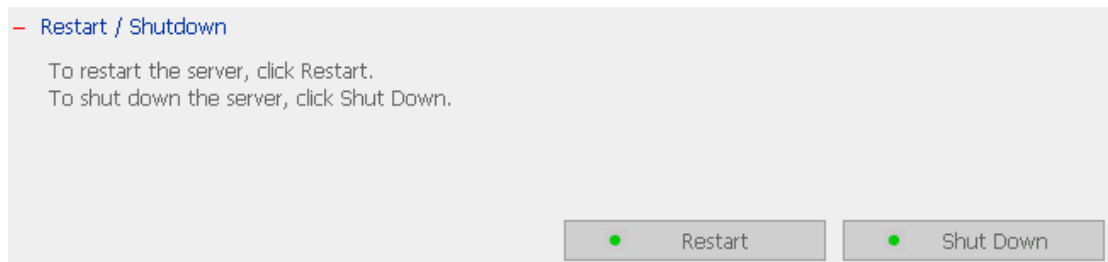 – Restart / Shutdown
To restart the server, click Restart.
To shut down the server, click Shut Down.
Restart
Shut Down